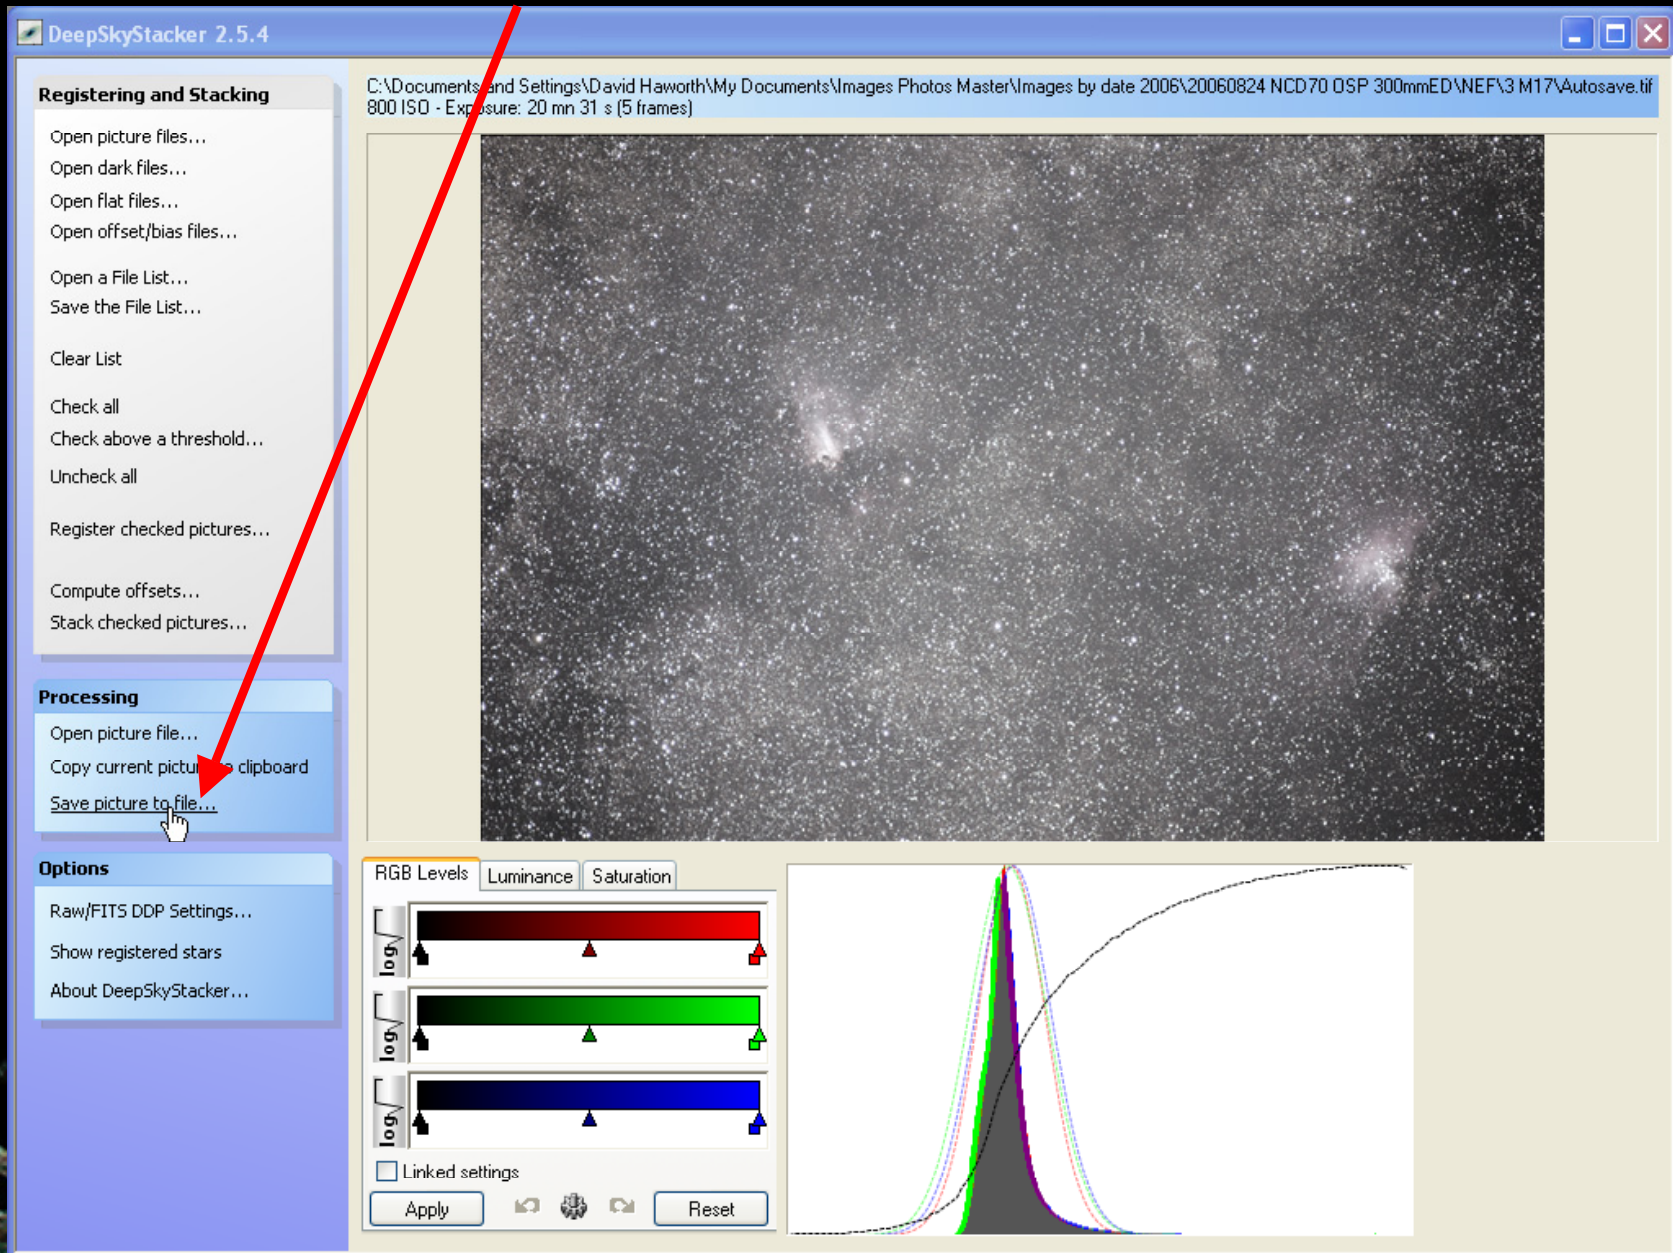 DeepSkyStacker 2.5.4
Registering and Stacking
Open picture files...
Open dark files...
Open flat files...
Open offset/bias files...
Open a File List...
Save the File List...
Clear List
Check all
Check above a threshold...
Uncheck all
Register checked pictures...
Compute offsets...
Stack checked pictures...
Processing
Open picture file...
Copy current picture to clipboard
Save picture to file...
Options
Raw/FITS DDP Settings...
Show registered stars
About DeepSkyStacker...
C:\Documents and Settings\David Haworth\My Documents\Images Photos Master\Images by date 2006\20060824 NCD70 OSP 300mmED\NEF\3 M17\Autosave.tif
800 ISO - Exposure: 20 mn 31 s (5 frames)
RGB Levels Luminance Saturation
log
log
log
Linked settings
Apply Reset